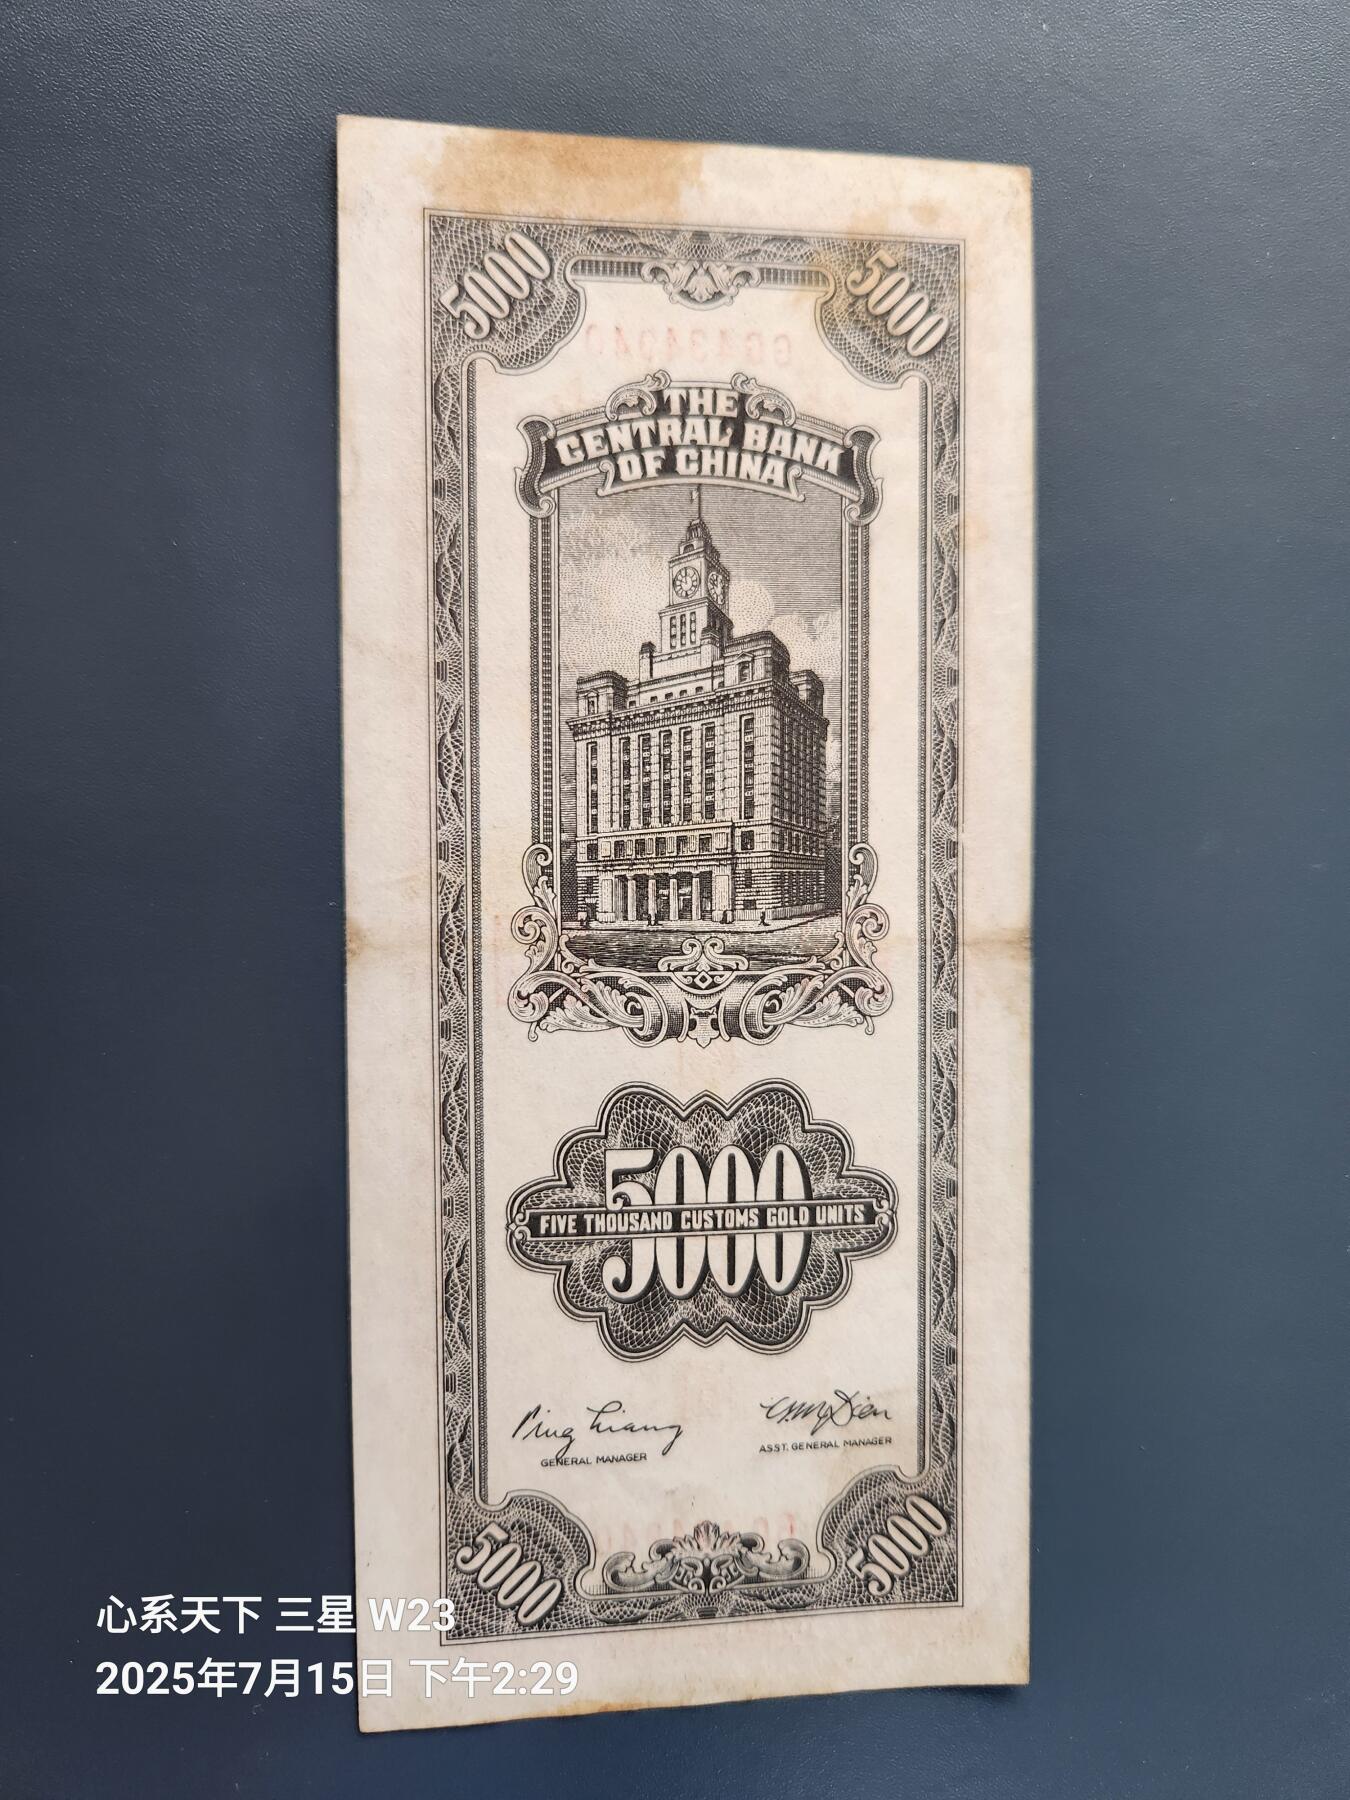 5000 5000
THE
CENTRAL BANK
OF CHINA
5000
FIVE THOUSAND CUSTOMS GOLD UNITS
GENERAL MANAGER
ASST. GENERAL MANAGER
5000 5000
心系天下 三星 W23
2025年7月15日 下午2:29